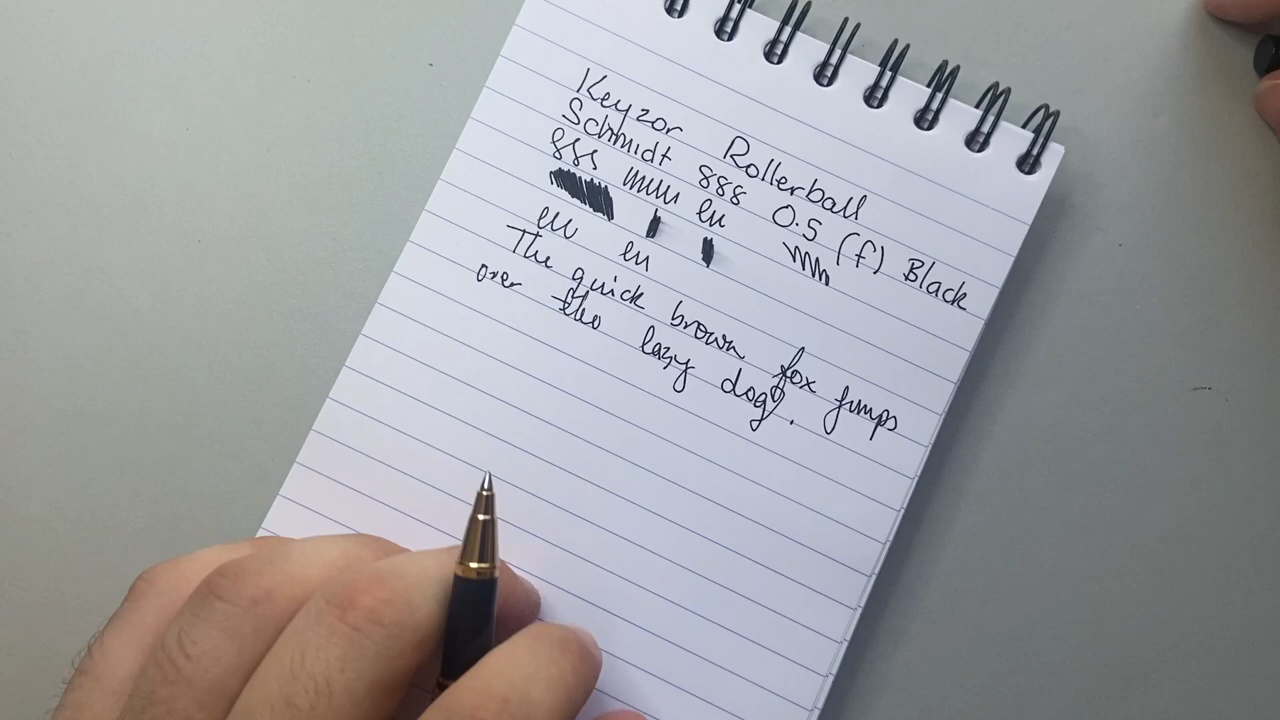 Keyzor Rollerball
Schmidt 888 0.5 (f) Black
888
The quick brown fox jumps
over the lazy dog.